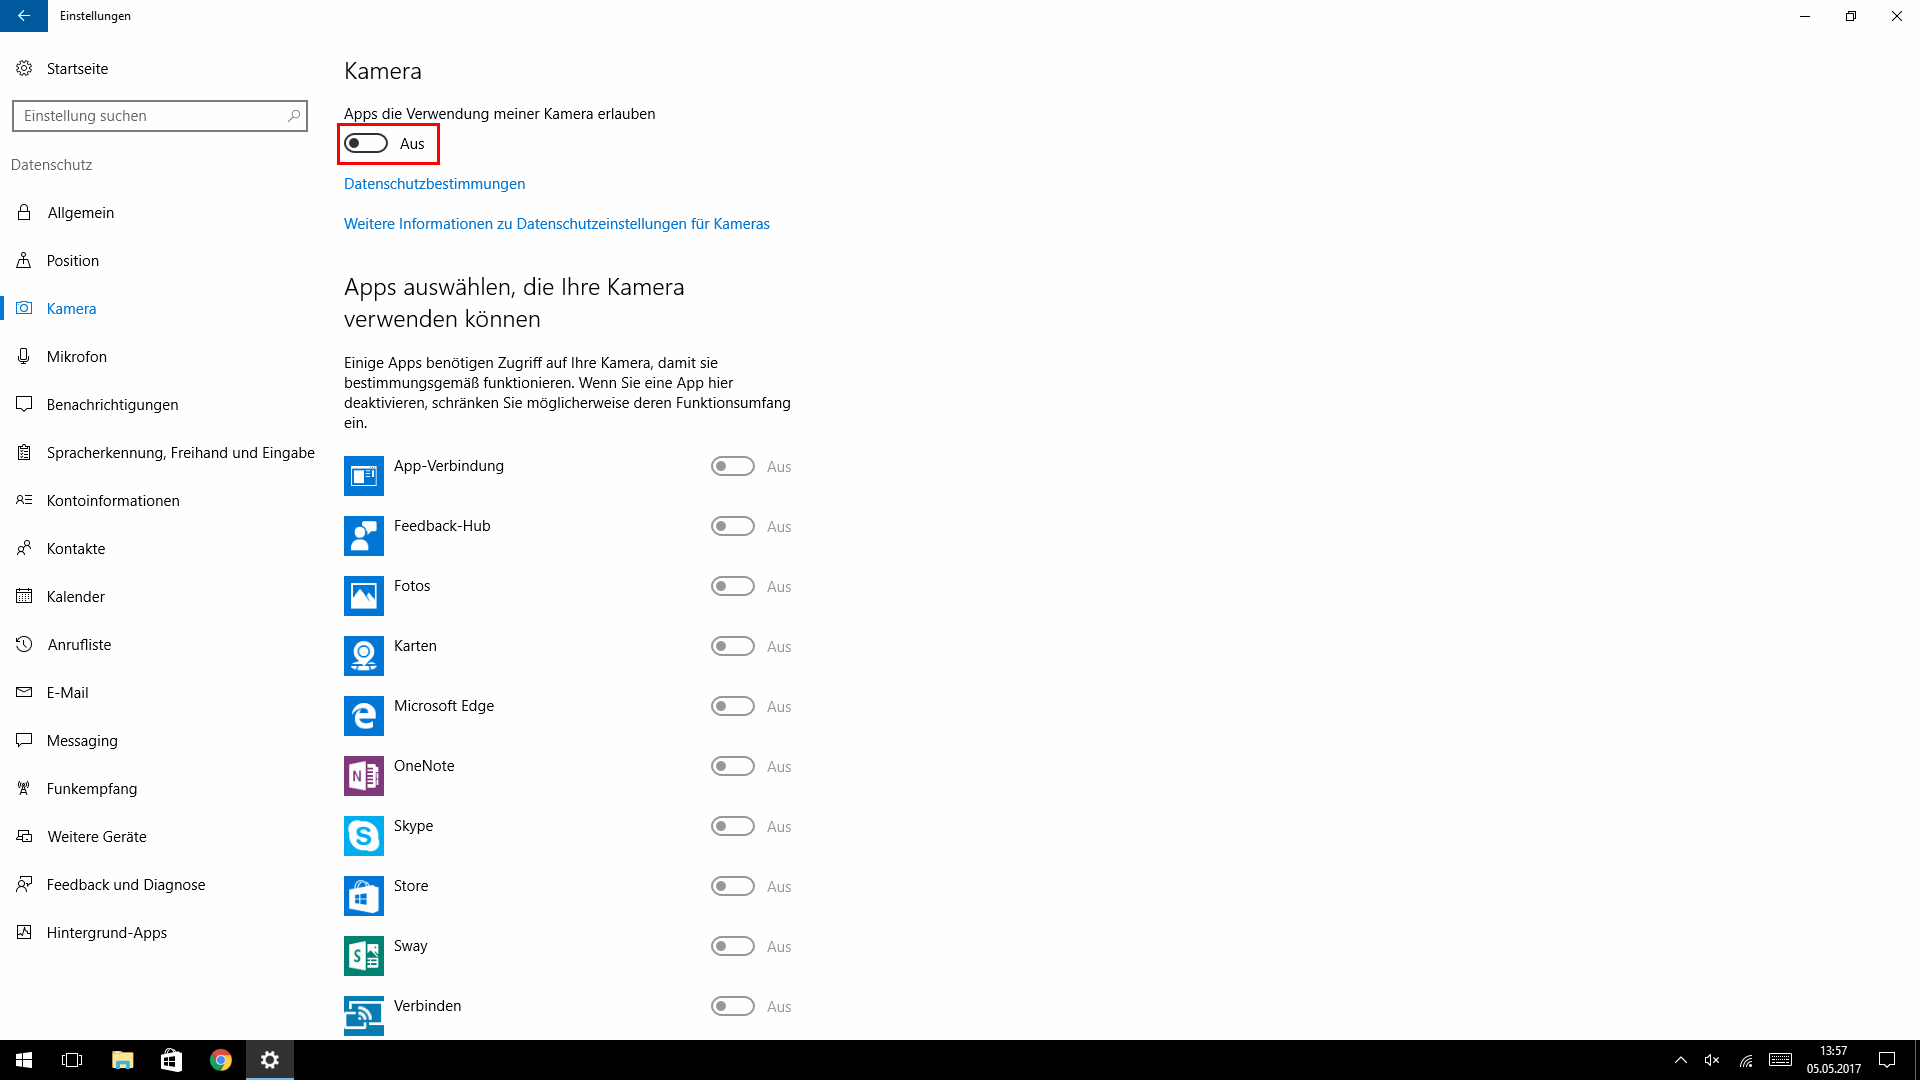 Einstellungen
Startseite
Einstellung suchen
Datenschutz
Allgemein
Position
Kamera
Mikrofon
Benachrichtigungen
Spracherkennung, Freihand und Eingabe
Kontoinformationen
Kontakte
Kalender
Anrufliste
E-Mail
Messaging
Funkempfang
Weitere Geräte
Feedback und Diagnose
Hintergrund-Apps
Kamera
Apps die Verwendung meiner Kamera erlauben
Aus
Datenschutzbestimmungen
Weitere Informationen zu Datenschutzeinstellungen für Kameras
Apps auswählen, die Ihre Kamera
verwenden können
Einige Apps benötigen Zugriff auf Ihre Kamera, damit sie
bestimmungsgemäß funktionieren. Wenn Sie eine App hier
deaktivieren, schränken Sie möglicherweise deren Funktionsumfang
ein.
App-Verbindung Aus
Feedback-Hub Aus
Fotos Aus
Karten Aus
Microsoft Edge Aus
OneNote Aus
Skype Aus
Store Aus
Sway Aus
Verbinden Aus
13:57
05.05.2017